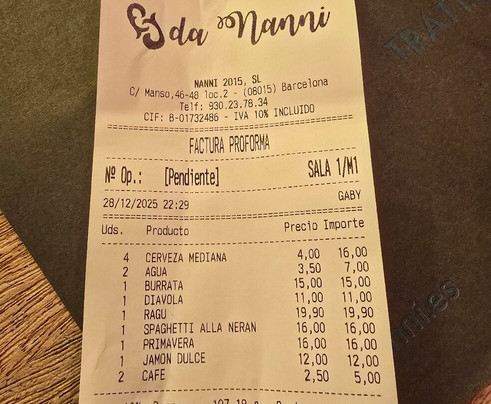 da Nanni
NANNI 2015, SL
C/ Manso,46-48 loc.2 - (08015) Barcelona
Telf: 930.23.78.34
CIF: B-01732486 - IVA 10% INCLUIDO
FACTURA PROFORMA
Nº Op.: [Pendiente] SALA 1/M1
28/12/2025 22:29 GABY
Uds. Producto Precio Importe
4 CERVEZA MEDIANA 4,00 16,00
2 AGUA 3,50 7,00
1 BURRATA 15,00 15,00
1 DIAVOLA 11,00 11,00
1 RAGU 19,90 19,90
1 SPAGHETTI ALLA NERAN 16,00 16,00
1 PRIMAVERA 16,00 16,00
1 JAMON DULCE 12,00 12,00
2 CAFE 2,50 5,00